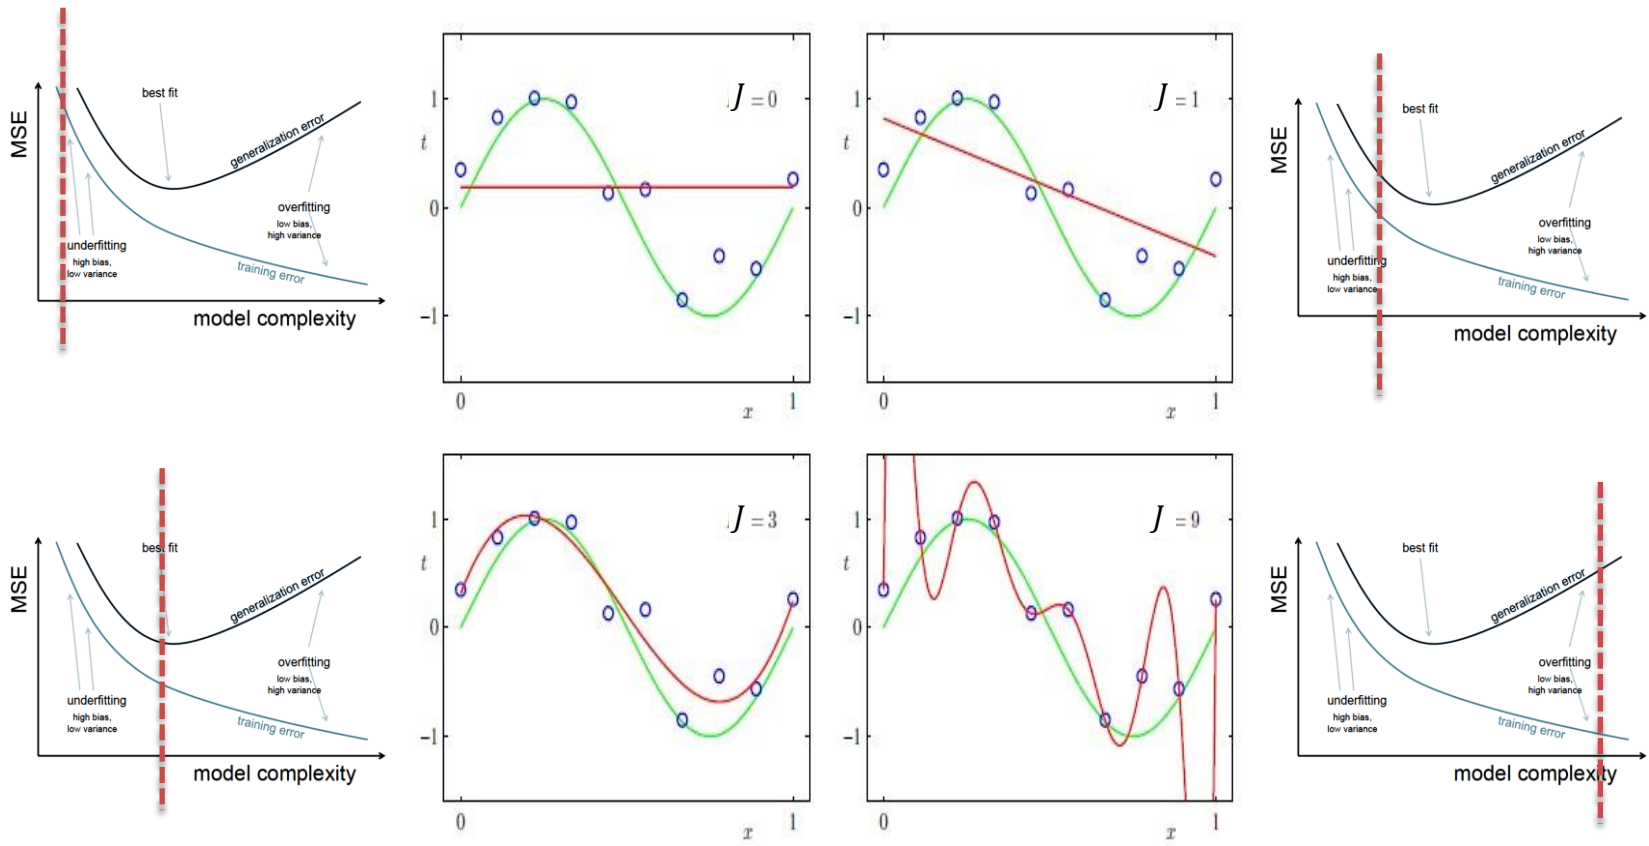 MSE
best fit
generalization error
overfitting
low bias,
high variance
underfitting
high bias,
low variance
training error
model complexity
J = 0
1
t
0
−1
0
x
1
J = 1
1
t
0
−1
0
x
1
MSE
best fit
generalization error
overfitting
low bias,
high variance
underfitting
high bias,
low variance
training error
model complexity
MSE
best fit
generalization error
overfitting
low bias,
high variance
underfitting
high bias,
low variance
training error
model complexity
J = 3
1
t
0
−1
0
x
1
J = 9
1
t
0
−1
0
x
1
MSE
best fit
generalization error
overfitting
low bias,
high variance
underfitting
high bias,
low variance
training error
model complexity